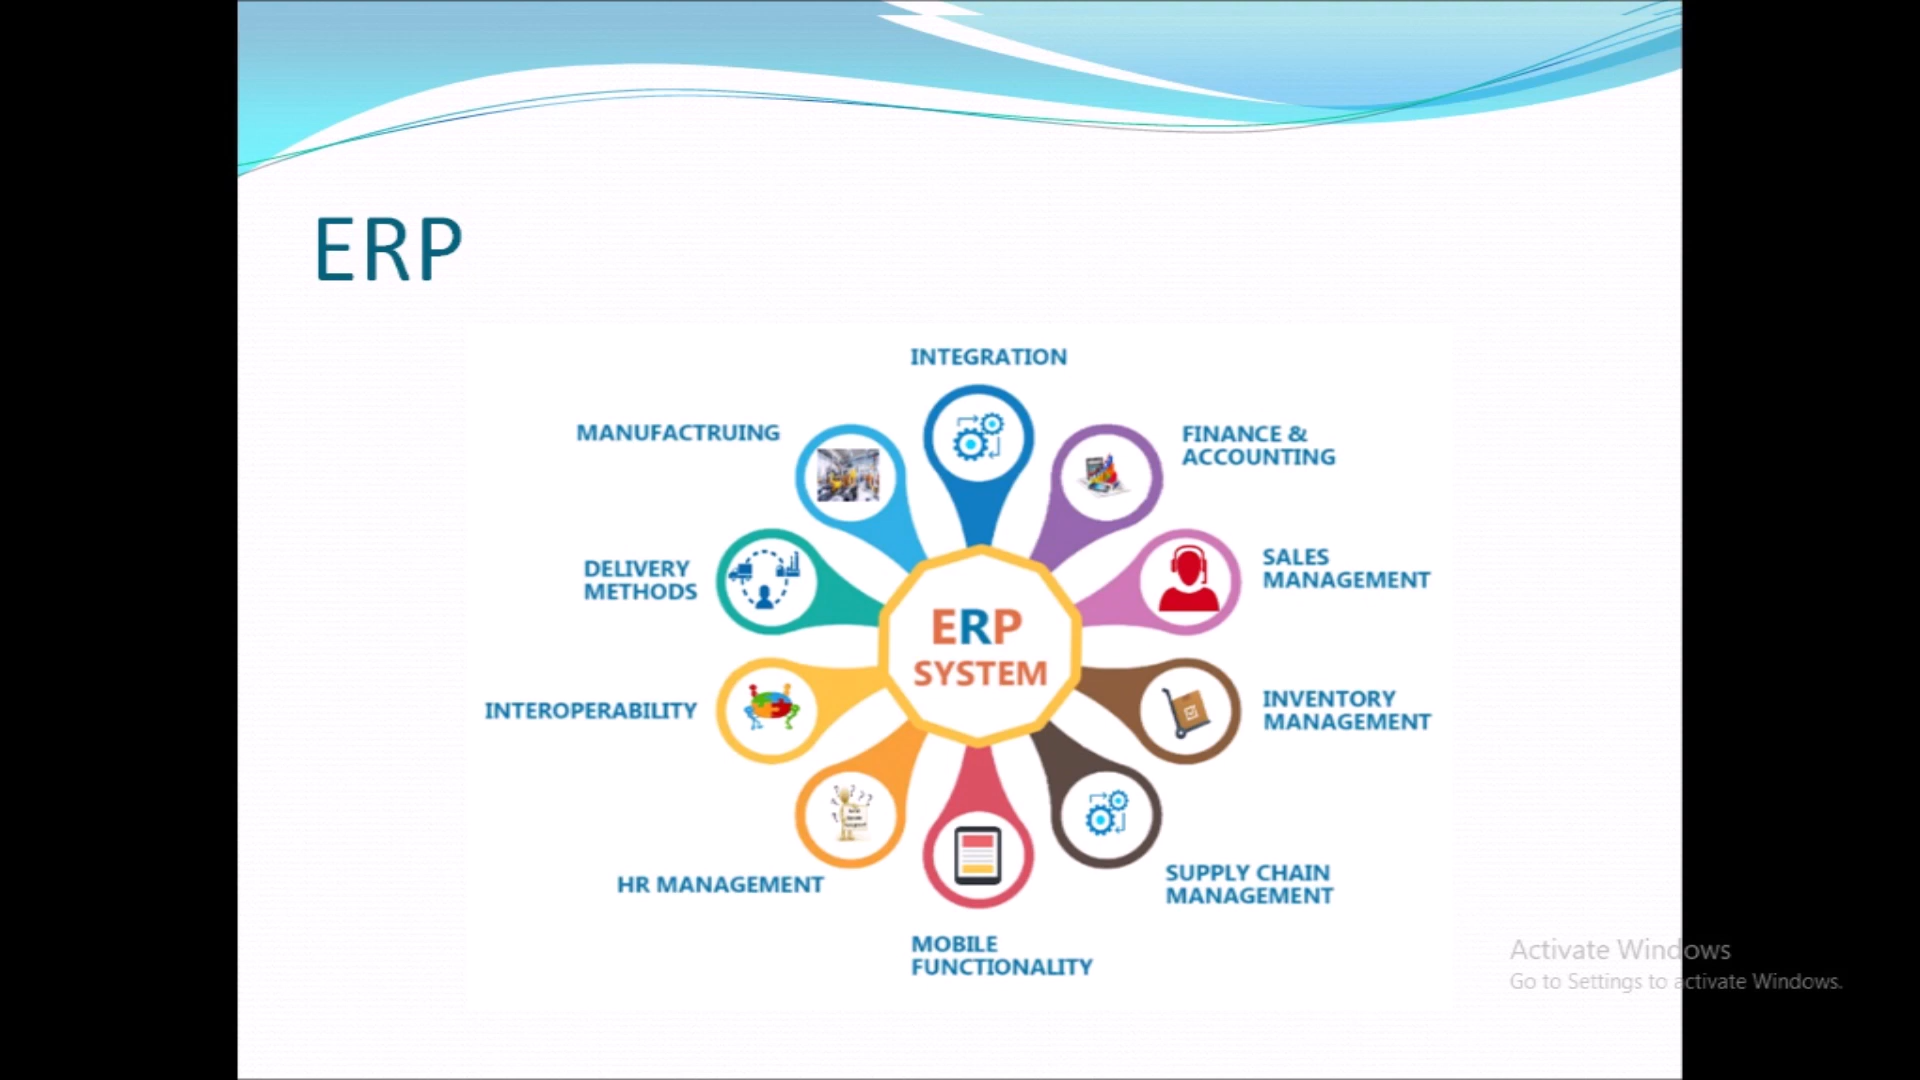 ERP
INTEGRATION
MANUFACTRUING
FINANCE &
ACCOUNTING
DELIVERY
METHODS
SALES
MANAGEMENT
ERP
SYSTEM
INTEROPERABILITY
INVENTORY
MANAGEMENT
HR MANAGEMENT
SUPPLY CHAIN
MANAGEMENT
MOBILE
FUNCTIONALITY
Activate Windows
Go to Settings to activate Windows.